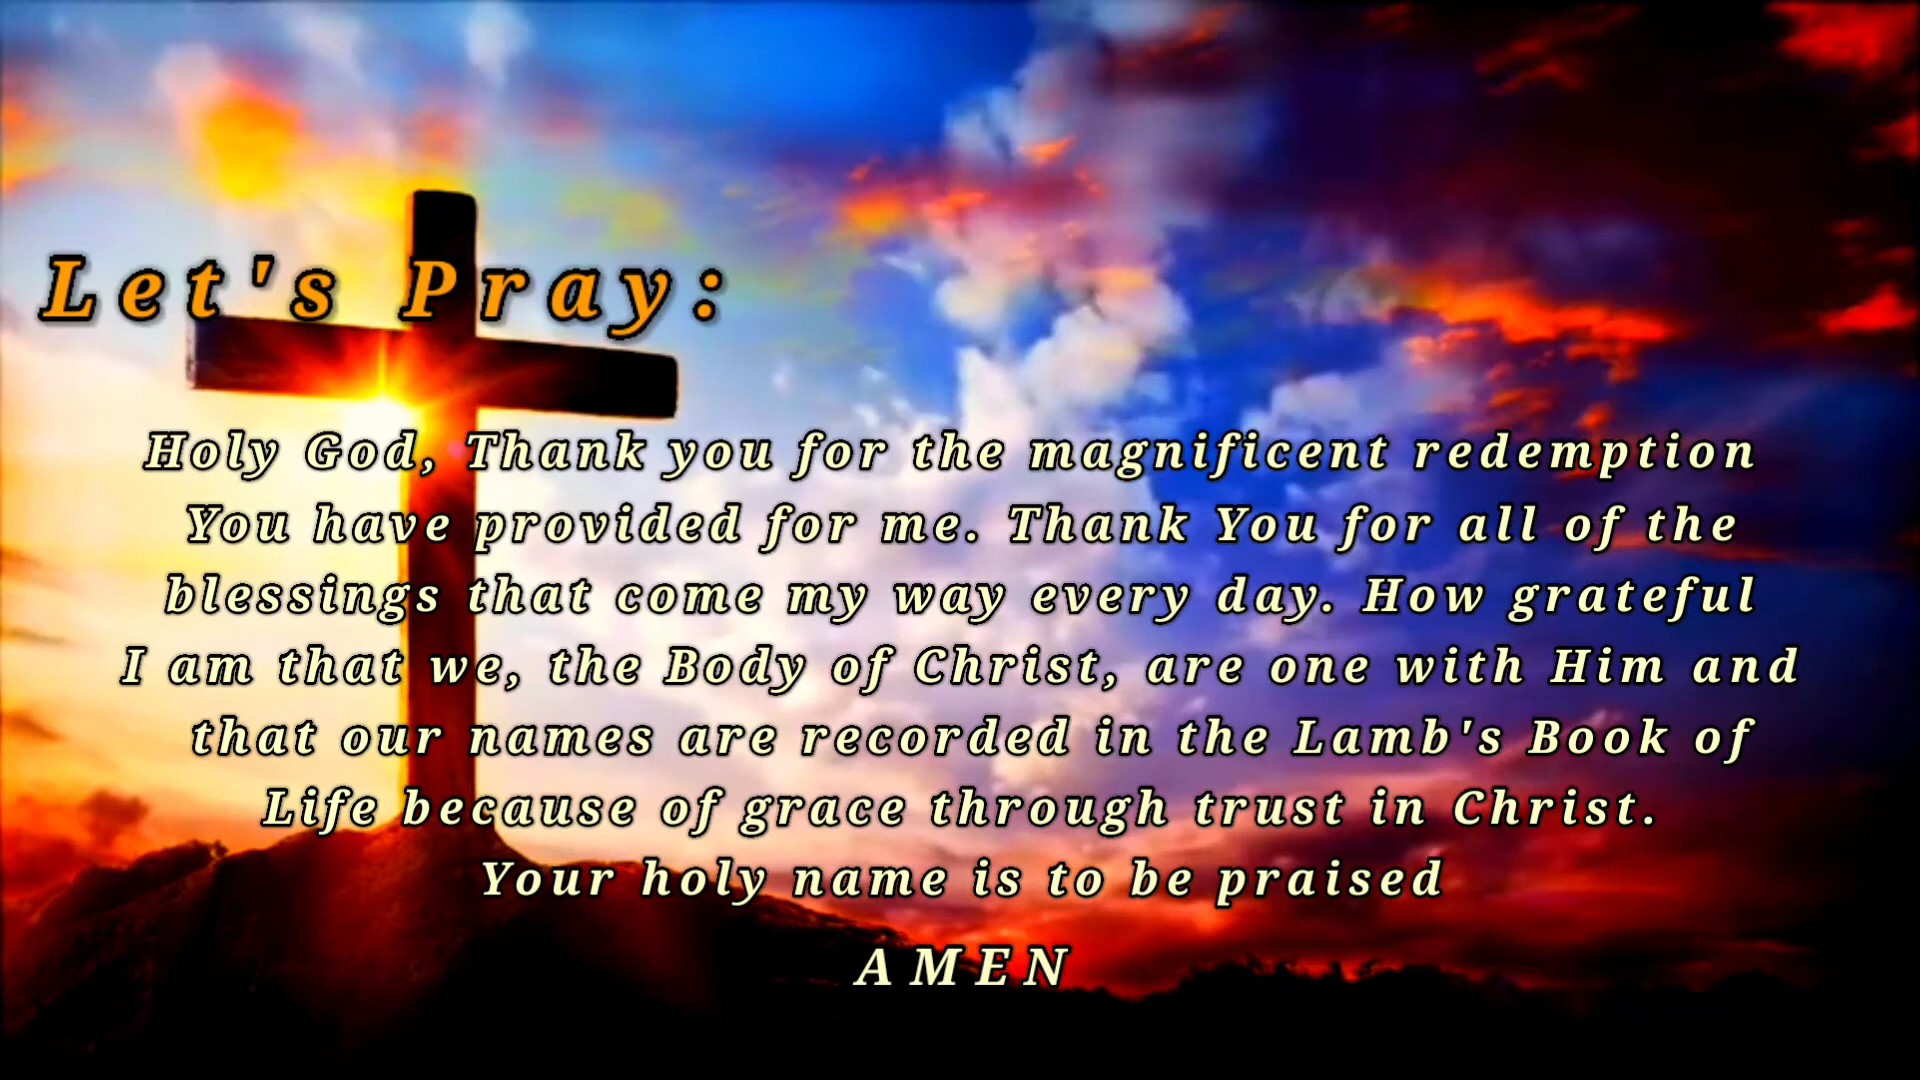 Let's Pray:
Holy God, Thank you for the magnificent redemption
You have provided for me. Thank You for all of the
blessings that come my way every day. How grateful
I am that we, the Body of Christ, are one with Him and
that our names are recorded in the Lamb's Book of
Life because of grace through trust in Christ.
Your holy name is to be praised
AMEN